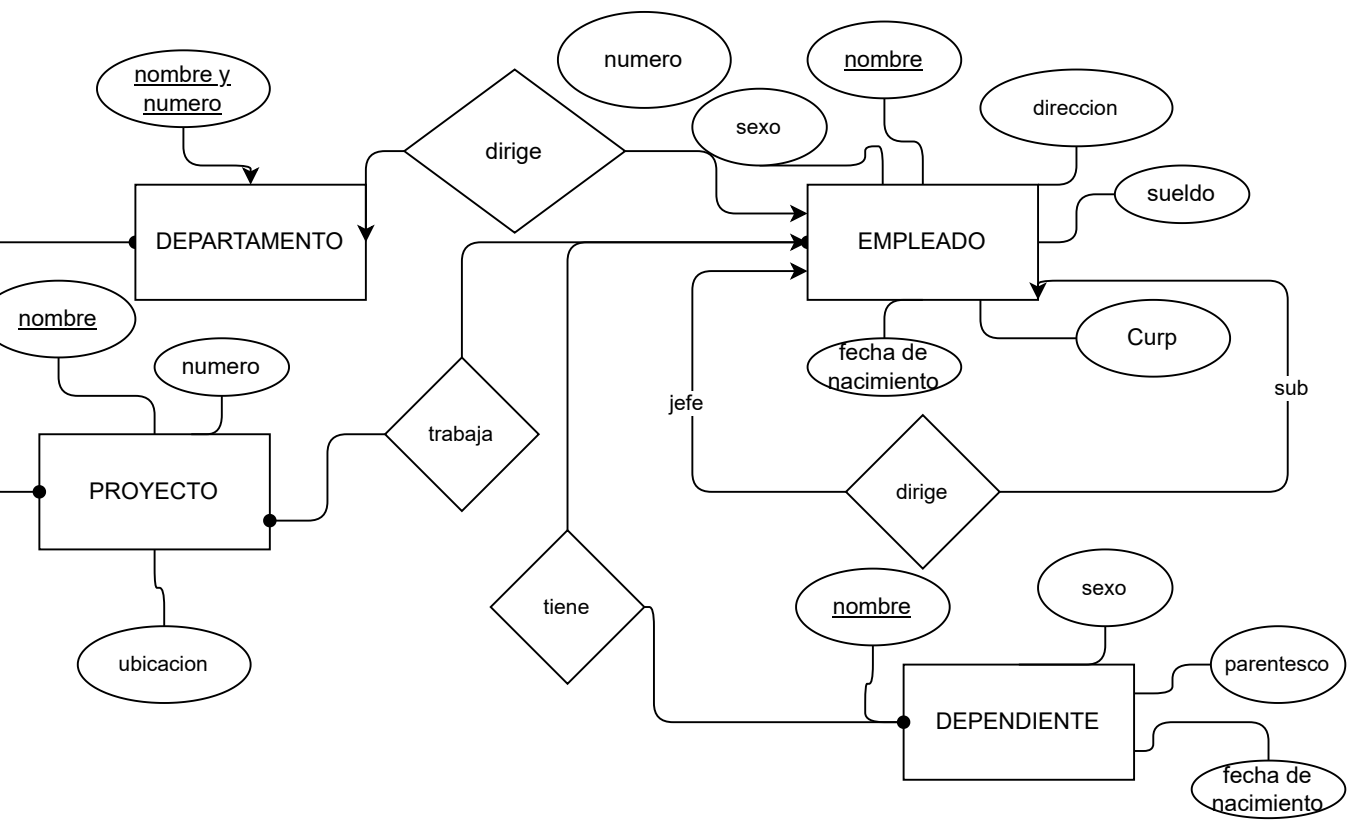 numero
nombre
nombre y
numero
direccion
sexo
dirige
sueldo
DEPARTAMENTO
EMPLEADO
nombre
Curp
fecha de
nacimiento
numero
sub
jefe
trabaja
PROYECTO
dirige
sexo
tiene
nombre
ubicacion
parentesco
DEPENDIENTE
fecha de
nacimiento